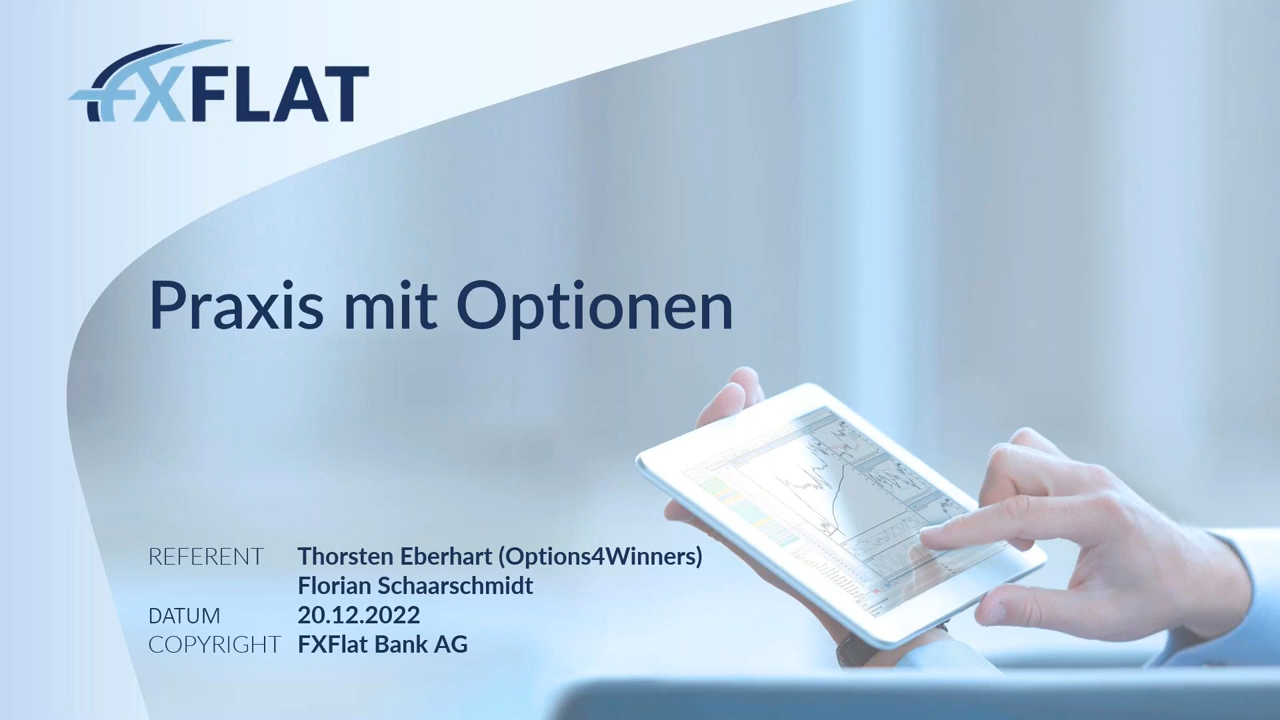 FXFLAT
Praxis mit Optionen
REFERENT Thorsten Eberhart (Options4Winners)
Florian Schaarschmidt
DATUM 20.12.2022
COPYRIGHT FXFlat Bank AG